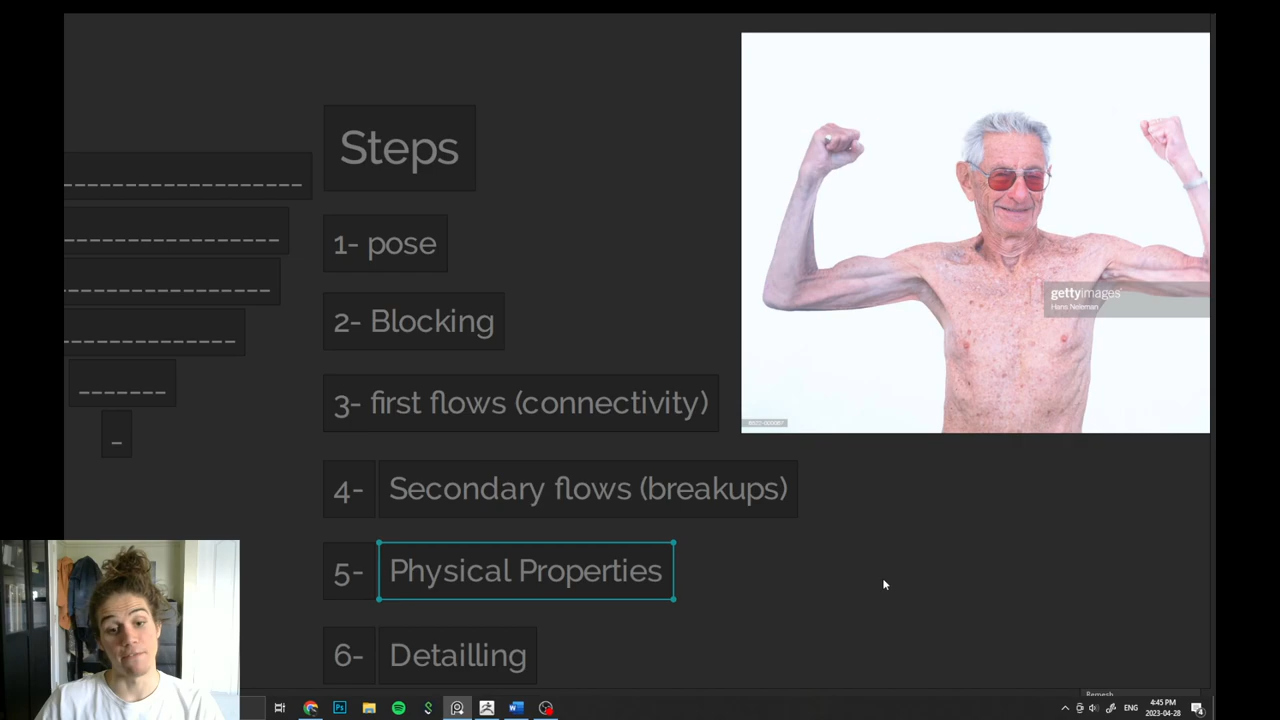 Steps
1- pose
2- Blocking
3- first flows (connectivity)
4- Secondary flows (breakups)
5- Physical Properties
6- Detailling
gettyimages
Hans Neleman
Remesh
ENG
4:45 PM
2023-04-28